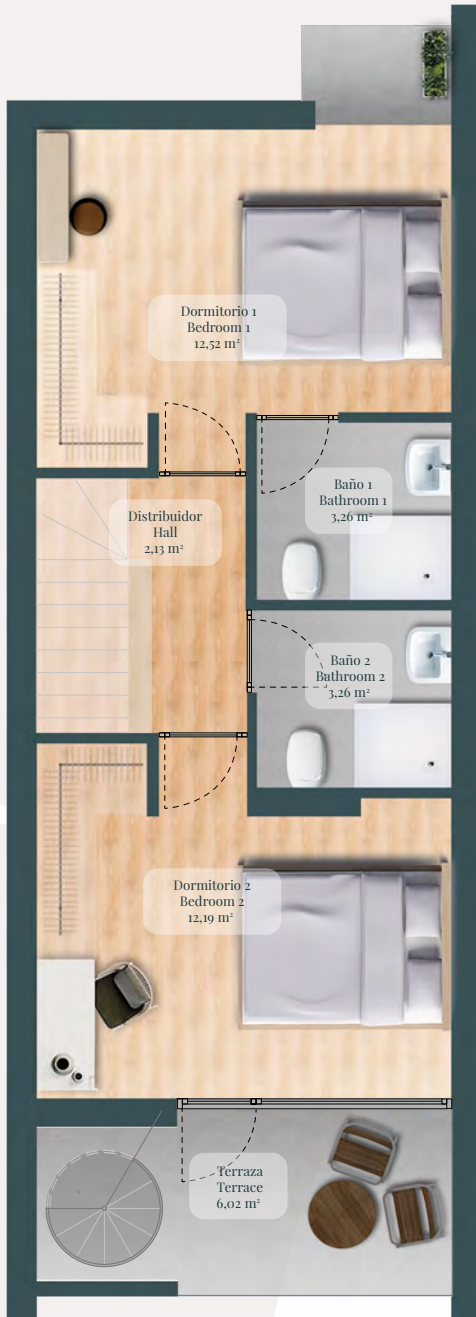 Dormitorio 1
Bedroom 1
12,52 m²
Distribuidor
Hall
2,13 m²
Baño 1
Bathroom 1
3,26 m²
Baño 2
Bathroom 2
3,26 m²
Dormitorio 2
Bedroom 2
12,19 m²
Terraza
Terrace
6,02 m²